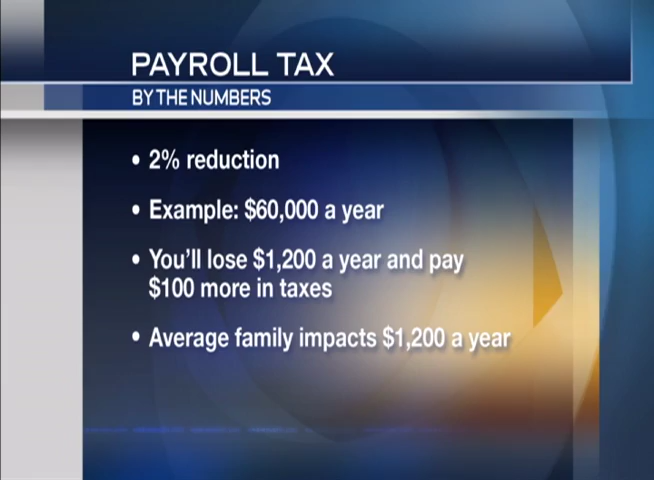 PAYROLL TAX
BY THE NUMBERS
• 2% reduction
• Example: $60,000 a year
• You'll lose $1,200 a year and pay
$100 more in taxes
• Average family impacts $1,200 a year